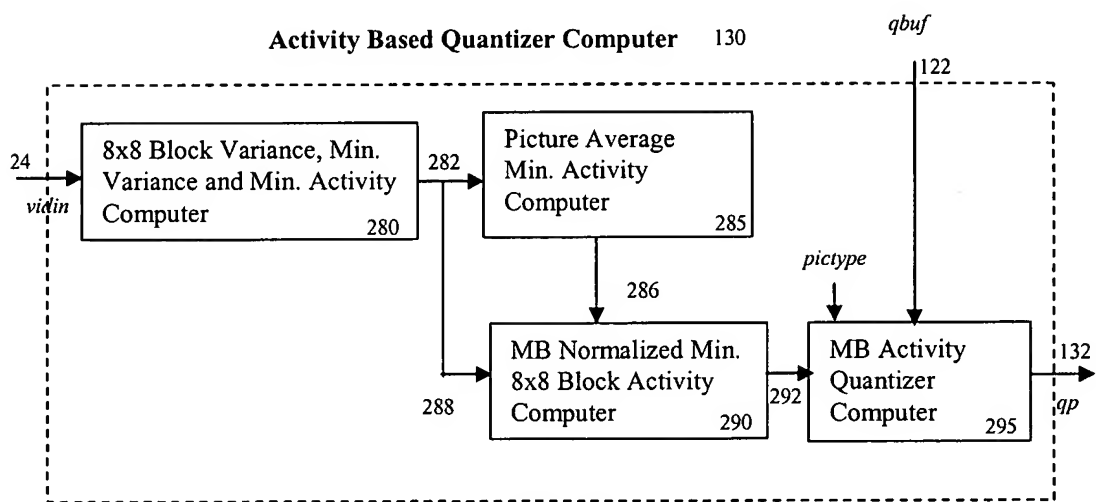 Activity Based Quantizer Computer 130
qbuf
122
24
vidin
8x8 Block Variance, Min.
Variance and Min. Activity
Computer
280
282
Picture Average
Min. Activity
Computer
285
286
pictype
288
MB Normalized Min.
8x8 Block Activity
Computer
290
292
MB Activity
Quantizer
Computer
295
132
qp